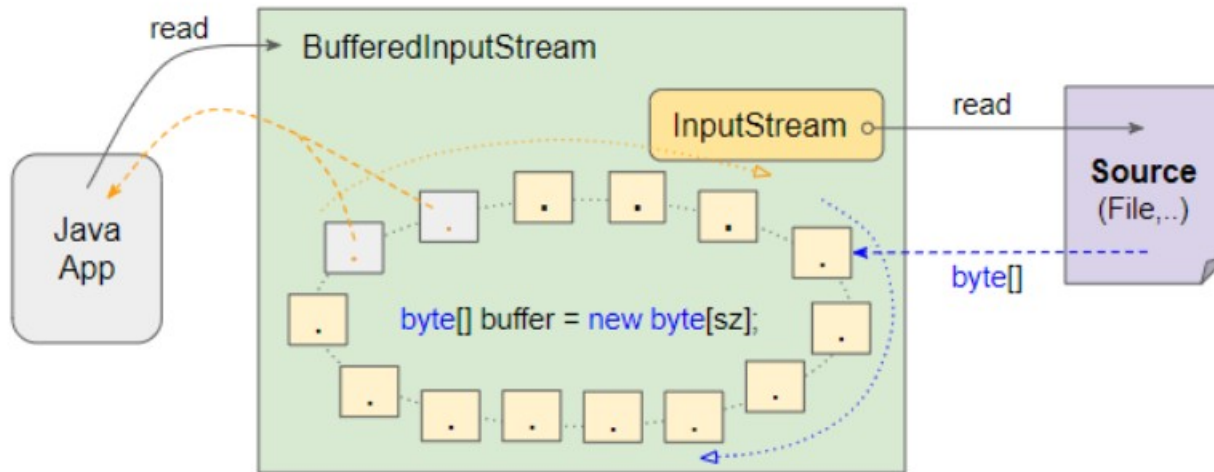 read
BufferedInputStream
InputStream
read
Java
App
Source
(File,..)
byte[]
byte[] buffer = new byte[sz];